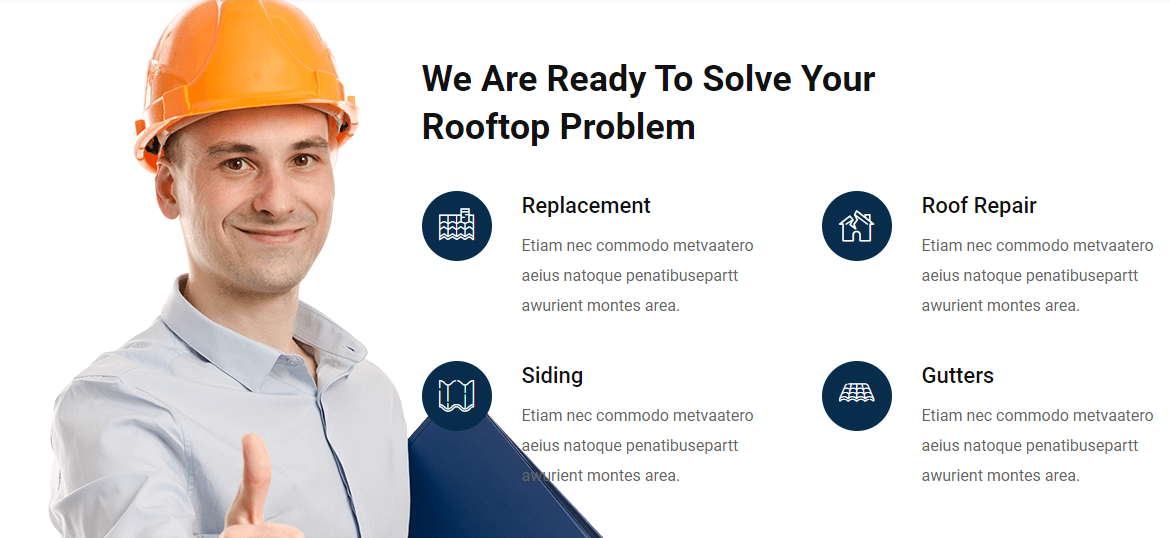 We Are Ready To Solve Your
Rooftop Problem
Replacement
Etiam nec commodo metvaatero
aeius natoque penatibusepartt
awurient montes area.
Roof Repair
Etiam nec commodo metvaatero
aeius natoque penatibusepartt
awurient montes area.
Siding
Etiam nec commodo metvaatero
aeius natoque penatibusepartt
awurient montes area.
Gutters
Etiam nec commodo metvaatero
aeius natoque penatibusepartt
awurient montes area.